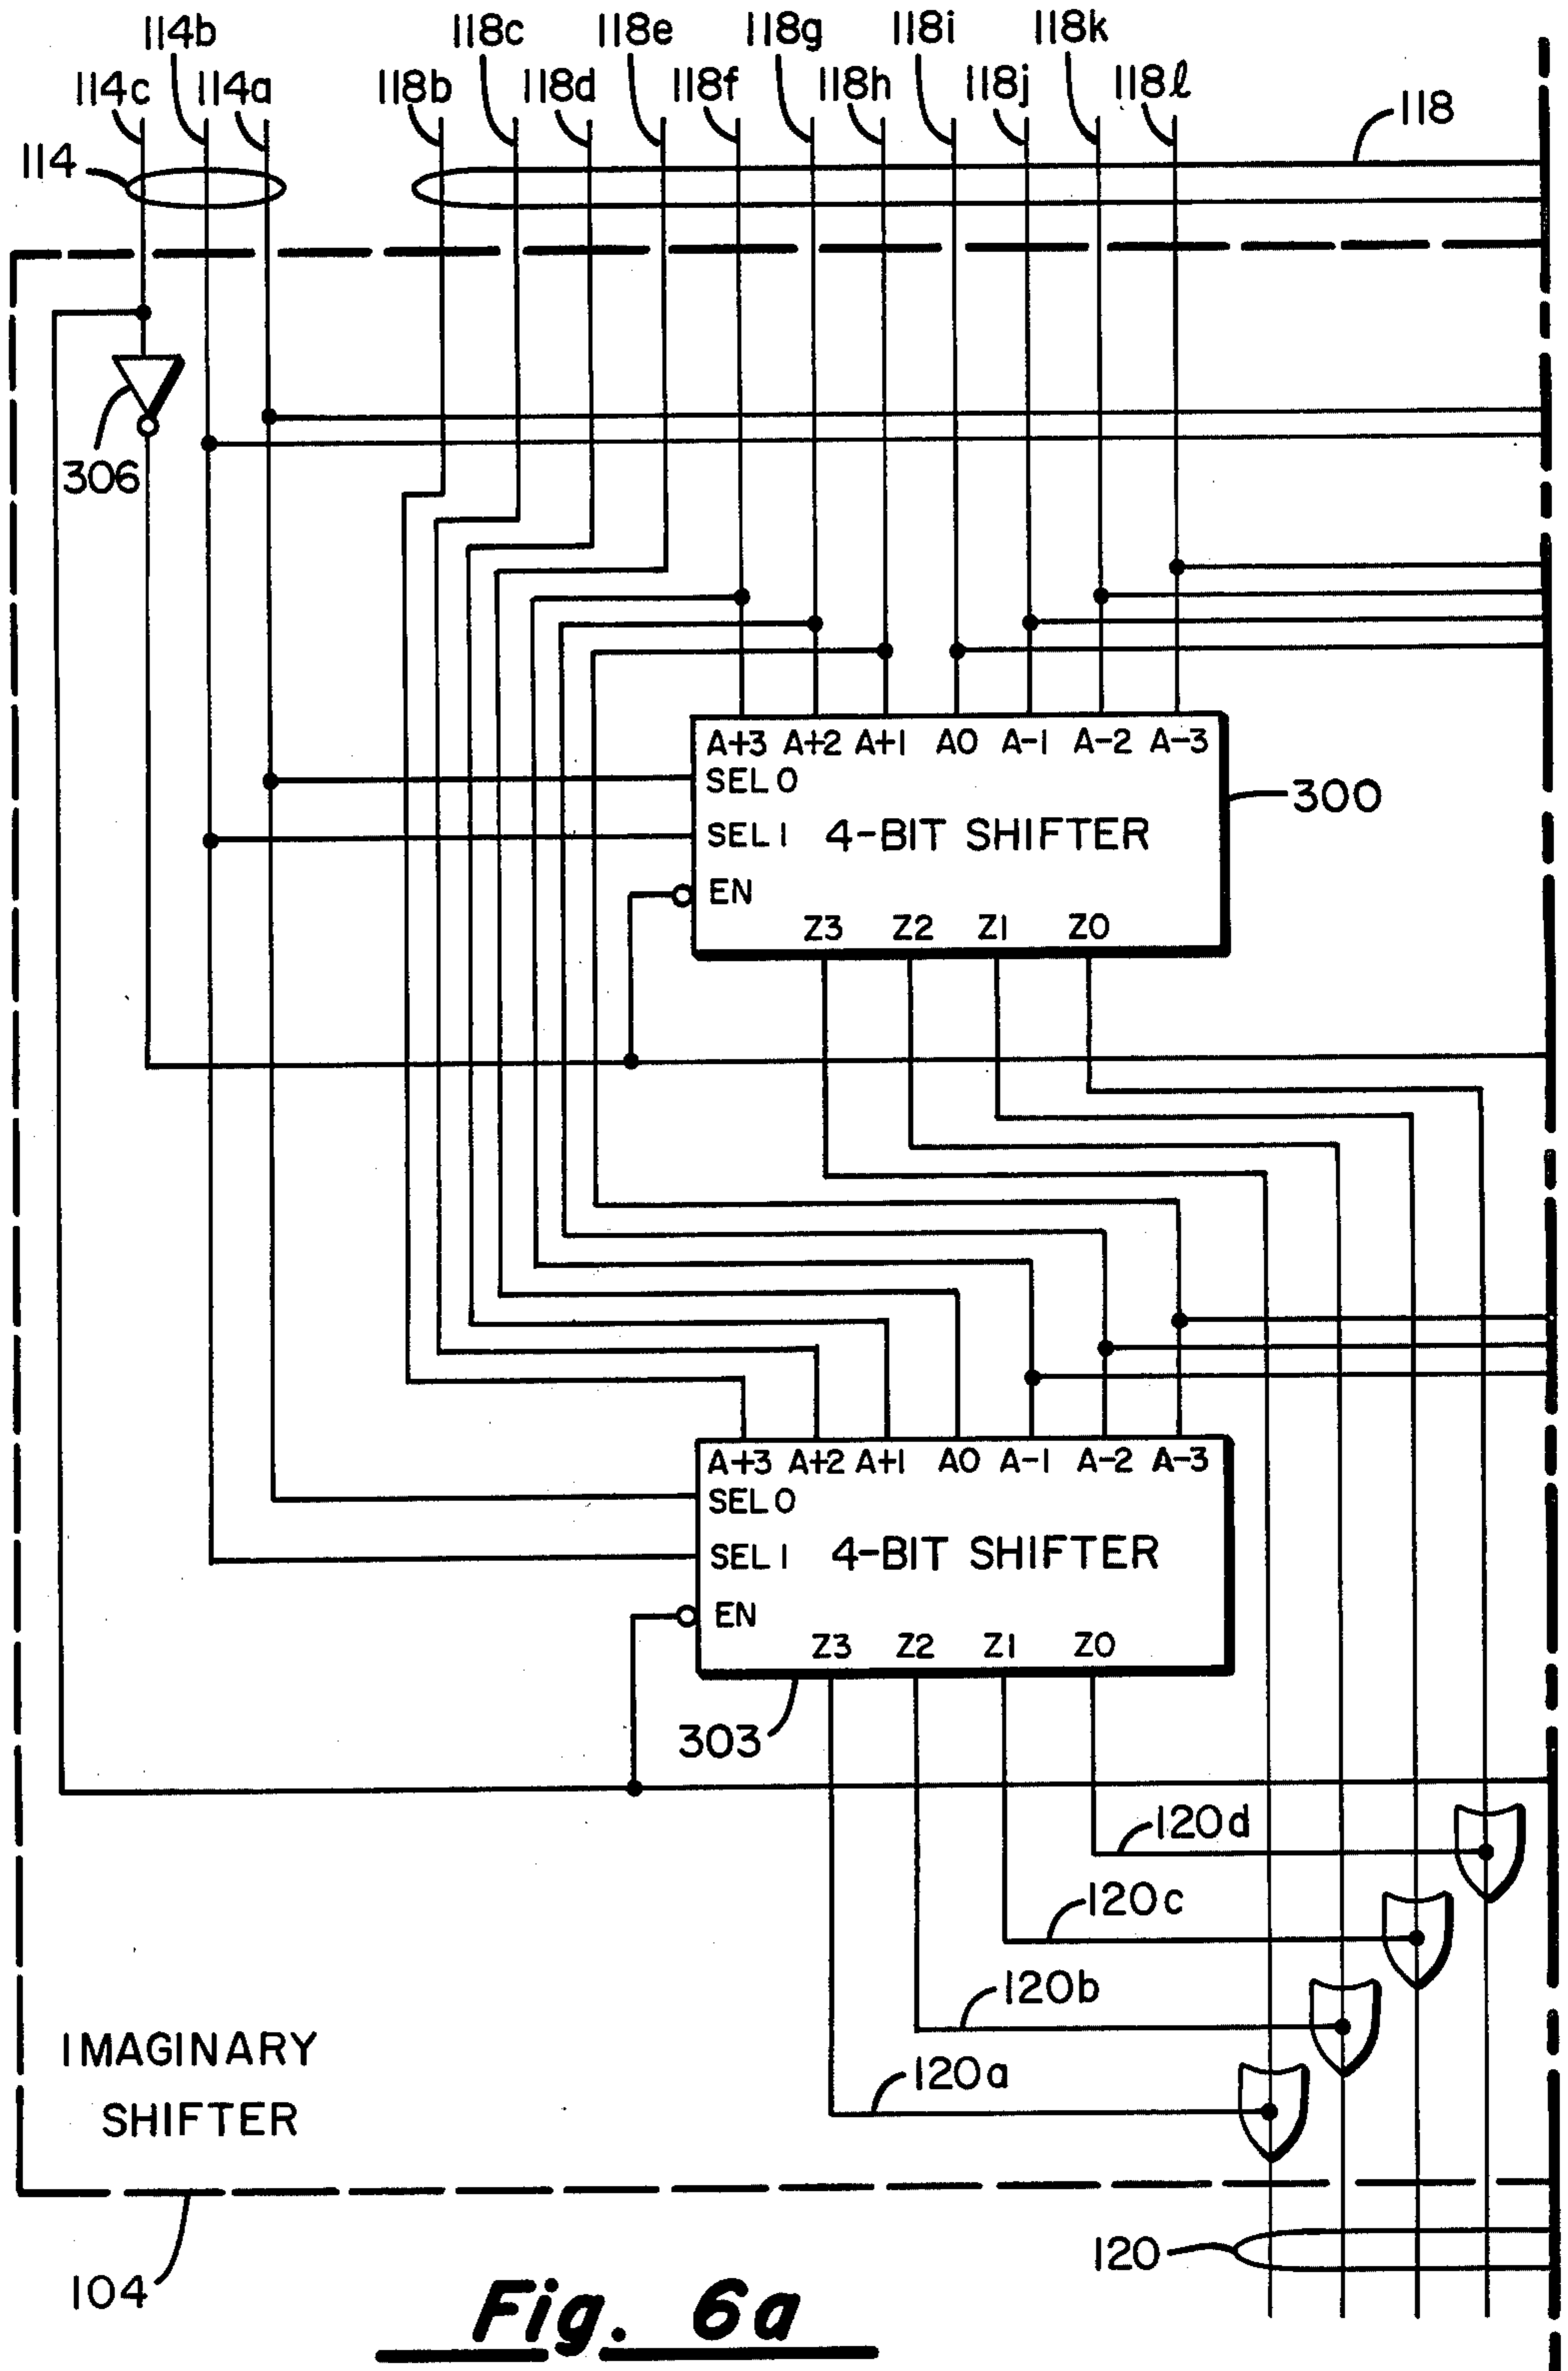 114b 118c 118e 118g 118i 118k
114c 114a 118b 118d 118f 118h 118j 118ℓ 118
114
306
A+3 A+2 A+1 A0 A-1 A-2 A-3
SEL 0
300
SEL 1 4-BIT SHIFTER
EN
Z3 Z2 Z1 Z0
A+3 A+2 A+1 A0 A-1 A-2 A-3
SEL 0
SEL 1 4-BIT SHIFTER
EN
Z3 Z2 Z1 Z0
303
120d
120c
120b
IMAGINARY
120a
SHIFTER
120
104
Fig. 6a